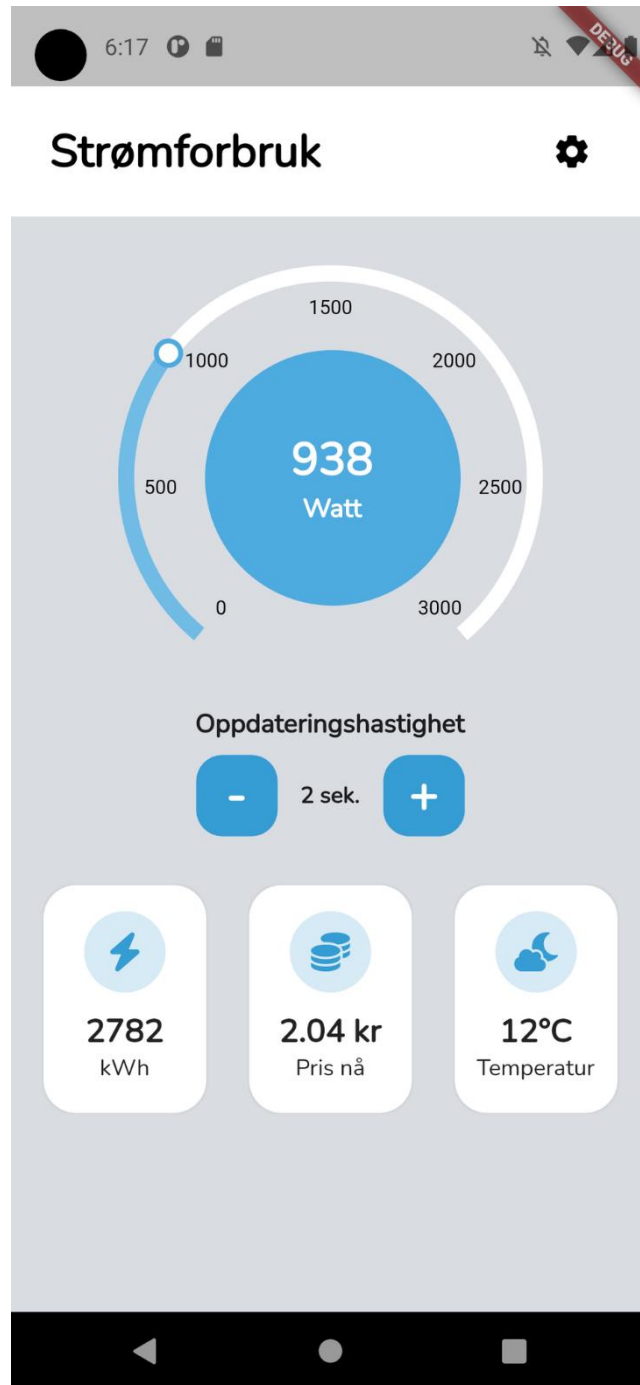 6:17
DEBUG
Strømforbruk
1500
1000
2000
938
Watt
500
2500
0
3000
Oppdateringshastighet
- 2 sek. +
2782
kWh
2.04 kr
Pris nå
12°C
Temperatur